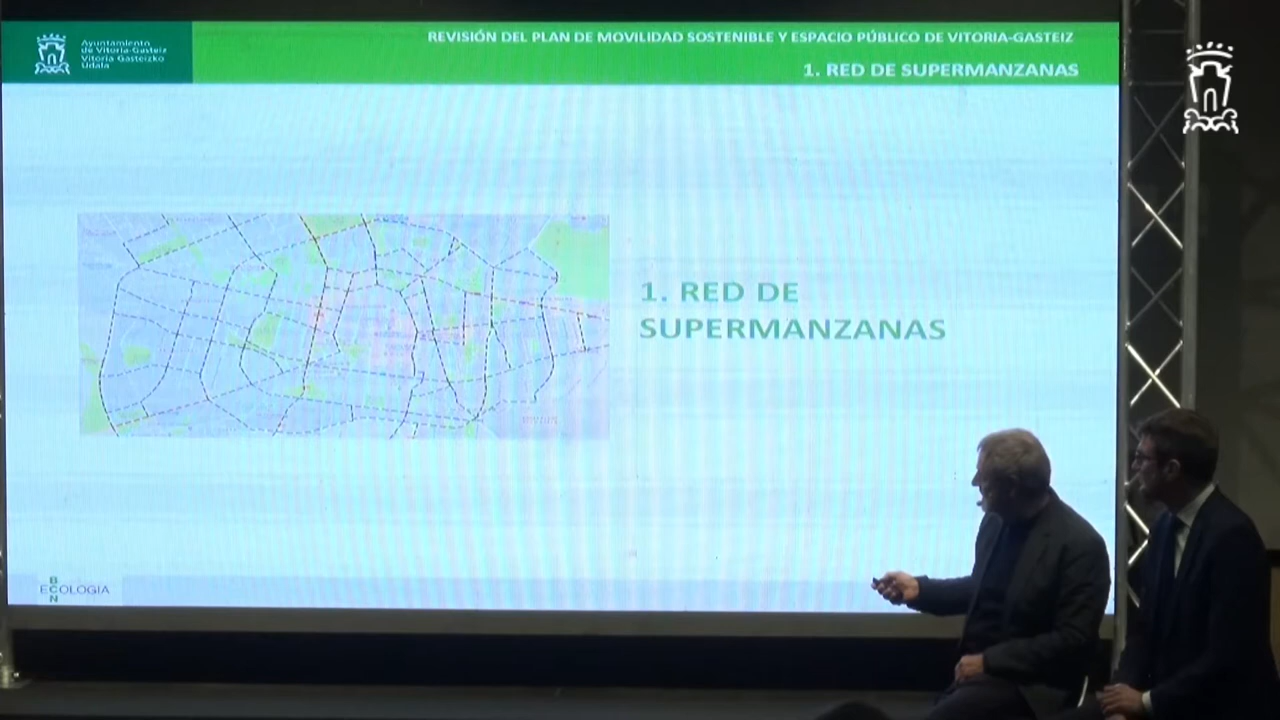 Ayuntamiento
de Vitoria-Gasteiz
Vitoria-Gasteizko
Udala
REVISIÓN DEL PLAN DE MOVILIDAD SOSTENIBLE Y ESPACIO PÚBLICO DE VITORIA-GASTEIZ
1. RED DE SUPERMANZANAS
1. RED DE
SUPERMANZANAS
BCN
ECOLOGIA